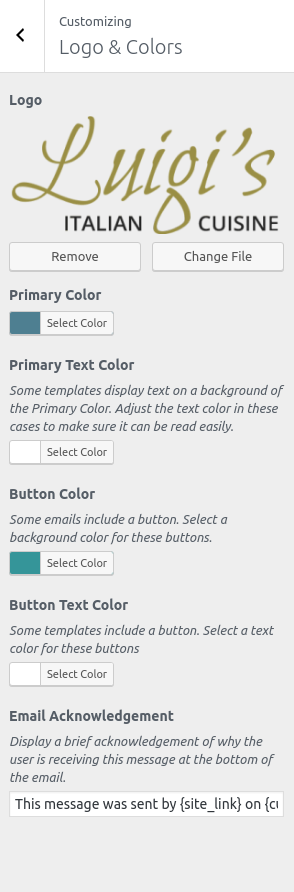 Customizing
Logo & Colors
Logo
Luigi's
ITALIAN CUISINE
Remove Change File
Primary Color
Select Color
Primary Text Color
Some templates display text on a background of
the Primary Color. Adjust the text color in these
cases to make sure it can be read easily.
Select Color
Button Color
Some emails include a button. Select a
background color for these buttons.
Select Color
Button Text Color
Some templates include a button. Select a text
color for these buttons
Select Color
Email Acknowledgement
Display a brief acknowledgement of why the
user is receiving this message at the bottom of
the email.
This message was sent by {site_link} on